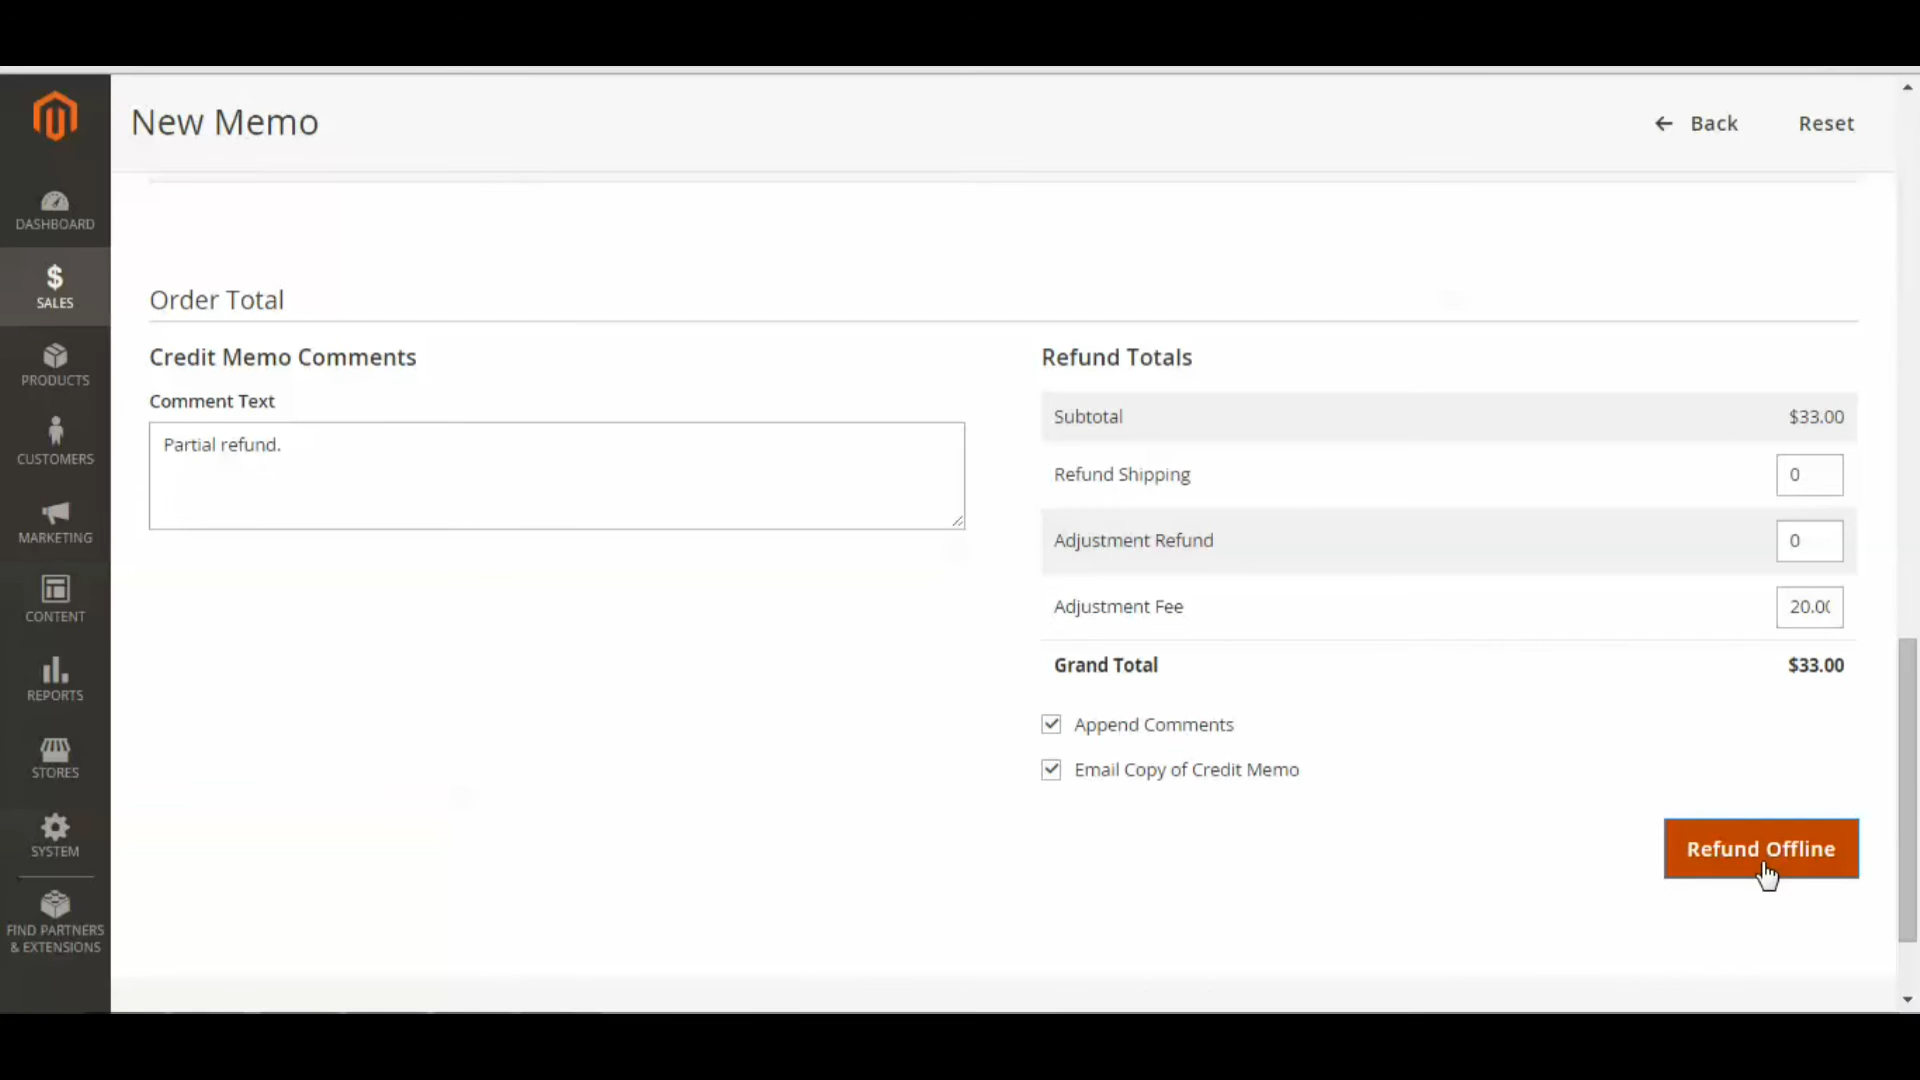 New Memo
Back
Reset
DASHBOARD
$
SALES
PRODUCTS
CUSTOMERS
MARKETING
CONTENT
REPORTS
STORES
SYSTEM
FIND PARTNERS
& EXTENSIONS
Order Total
Credit Memo Comments
Comment Text
Partial refund.
Refund Totals
Subtotal $33.00
Refund Shipping 0
Adjustment Refund 0
Adjustment Fee 20.0
Grand Total $33.00
Append Comments
Email Copy of Credit Memo
Refund Offline